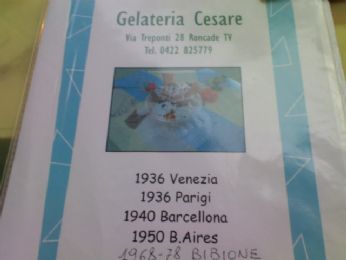 Gelateria Cesare
Via Treponti 28 Roncade TV
Tel. 0422 825779
1936 Venezia
1936 Parigi
1940 Barcellona
1950 B.Aires
1968-78 BIBIONE